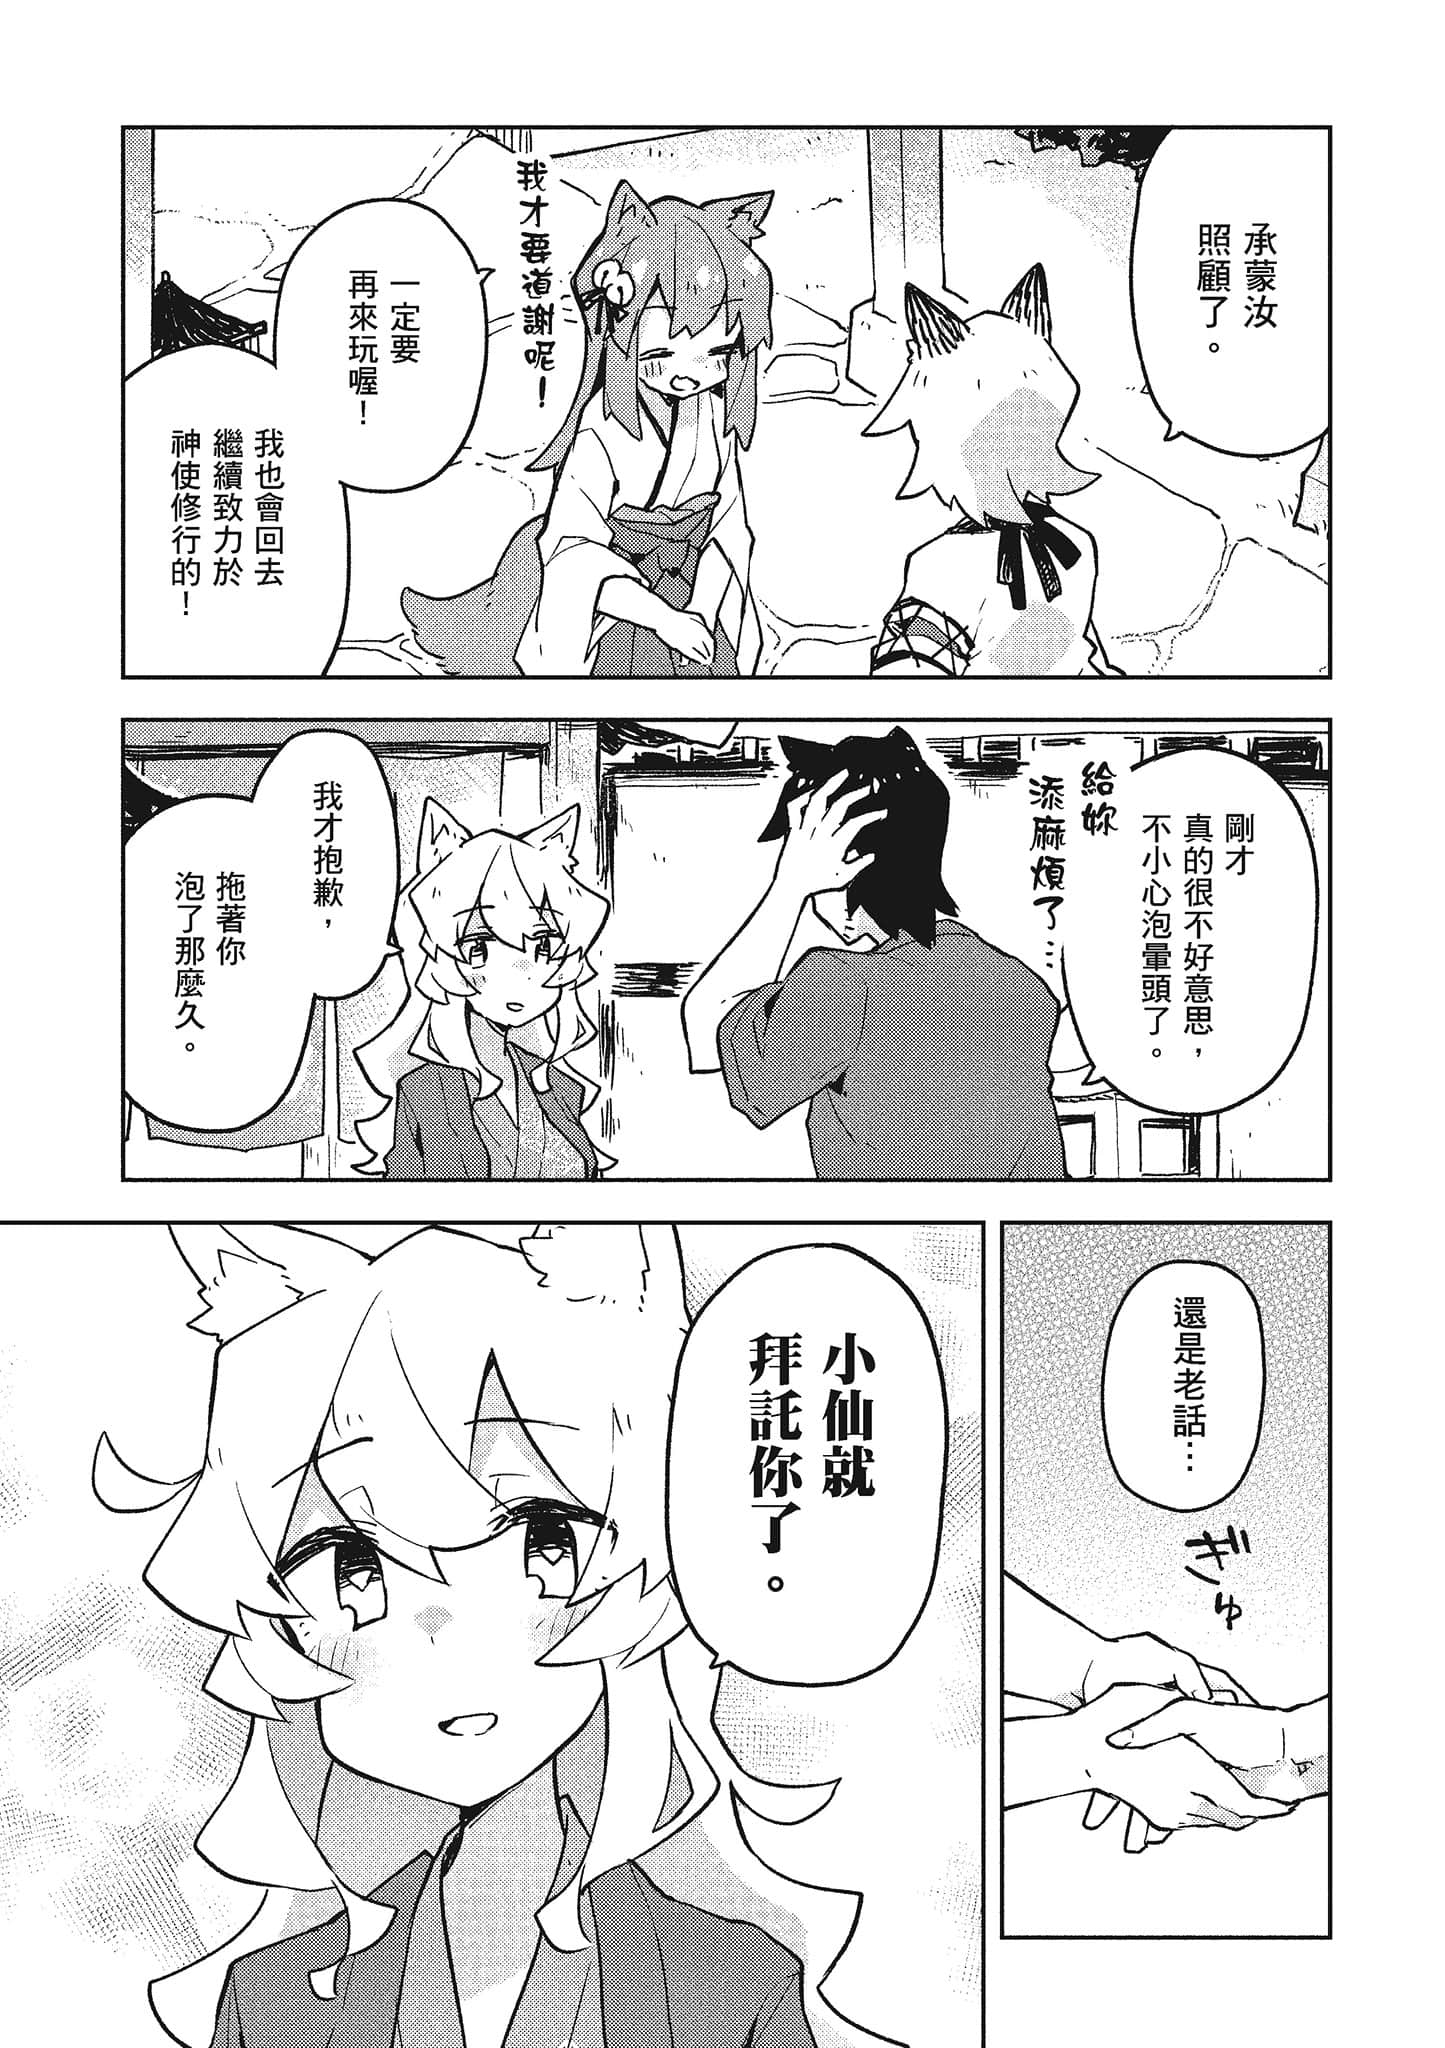 承蒙汝
照顧了。
我才要道謝呢！
一定要
再來玩喔！
我也會回去
繼續致力於
神使修行的！
剛才
真的很不好意思，
不小心泡暈頭了。
給妳
添麻煩了…
我才抱歉，
拖著你
泡了那麼久。
還是老話…
ぎゅ
小仙就
拜託你了。